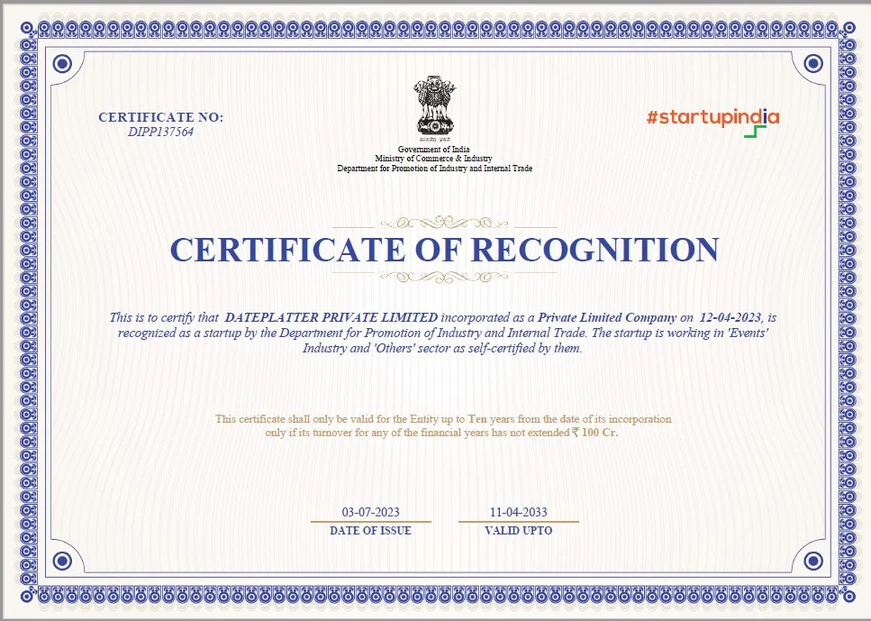 CERTIFICATE NO:
DIPP137564
#startupindia
Government of India
Ministry of Commerce & Industry
Department for Promotion of Industry and Internal Trade
CERTIFICATE OF RECOGNITION
This is to certify that DATEPLATTER PRIVATE LIMITED incorporated as a Private Limited Company on 12-04-2023, is
recognized as a startup by the Department for Promotion of Industry and Internal Trade. The startup is working in 'Events'
Industry and 'Others' sector as self-certified by them.
This certificate shall only be valid for the Entity up to Ten years from the date of its incorporation
only if its turnover for any of the financial years has not extended ₹ 100 Cr.
03-07-2023
DATE OF ISSUE
11-04-2033
VALID UPTO